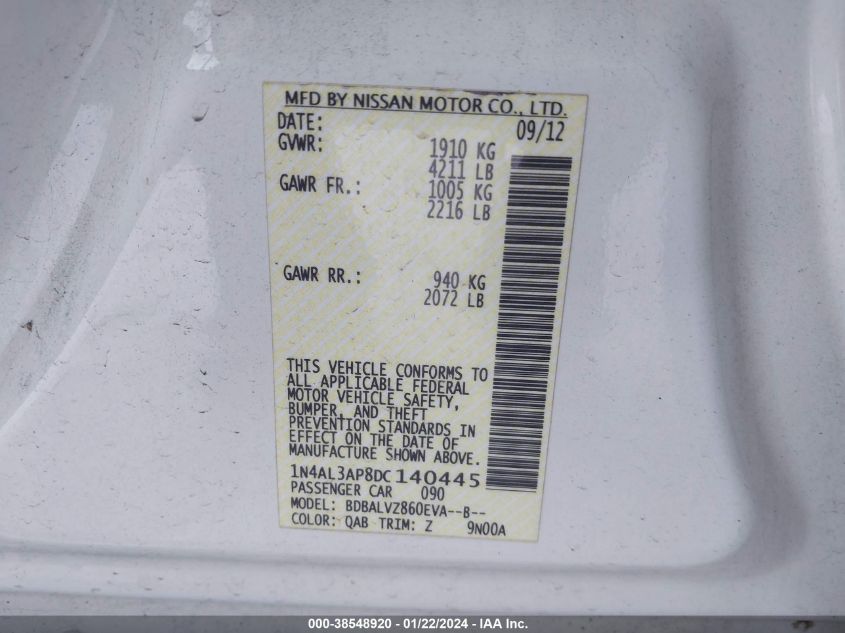 MFD BY NISSAN MOTOR CO., LTD.
DATE: 09/12
GVWR: 1910 KG
4211 LB
GAWR FR.: 1005 KG
2216 LB
GAWR RR.: 940 KG
2072 LB
THIS VEHICLE CONFORMS TO
ALL APPLICABLE FEDERAL
MOTOR VEHICLE SAFETY,
BUMPER, AND THEFT
PREVENTION STANDARDS IN
EFFECT ON THE DATE OF
MANUFACTURE SHOWN ABOVE.
1N4AL3AP8DC140445
PASSENGER CAR 090
MODEL: BDBALVZ860EVA--B--
COLOR: QAB TRIM: Z 9N00A
000-38548920 - 01/22/2024 - IAA Inc.